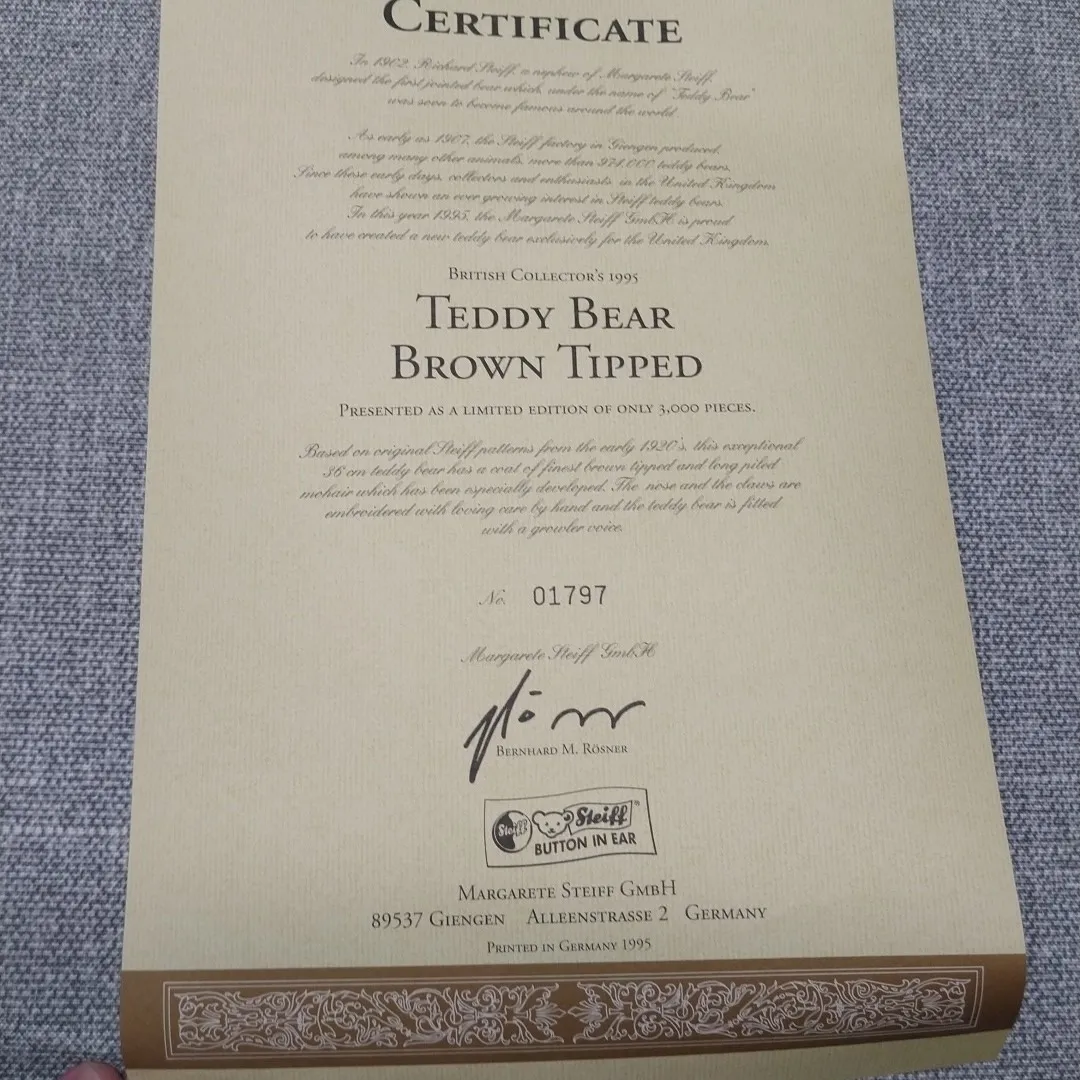 CERTIFICATE
In 1902, Richard Steiff, a nephew of Margarete Steiff,
designed the first jointed bear which, under the name of "Teddy Bear"
was soon to become famous around the world.
As early as 1907, the Steiff factory in Giengen produced,
among many other animals, more than 974.000 teddy bears.
Since these early days, collectors and enthusiasts, in the United Kingdom
have shown an ever growing interest in Steiff teddy bears.
In this year 1995, the Margarete Steiff GmbH is proud
to have created a new teddy bear exclusively for the United Kingdom.
BRITISH COLLECTOR'S 1995
TEDDY BEAR
BROWN TIPPED
PRESENTED AS A LIMITED EDITION OF ONLY 3,000 PIECES.
Based on original Steiff patterns from the early 1920's, this exceptional
36 cm teddy bear has a coat of finest brown tipped and long piled
mohair which has been especially developed. The nose and the claws are
embroidered with loving care by hand and the teddy bear is fitted
with a growler voice.
No. 01797
Margarete Steiff GmbH
BERNHARD M. RÖSNER
Steiff Steiff®
BUTTON IN EAR
MARGARETE STEIFF GMBH
89537 GIENGEN ALLEENSTRASSE 2 GERMANY
PRINTED IN GERMANY 1995